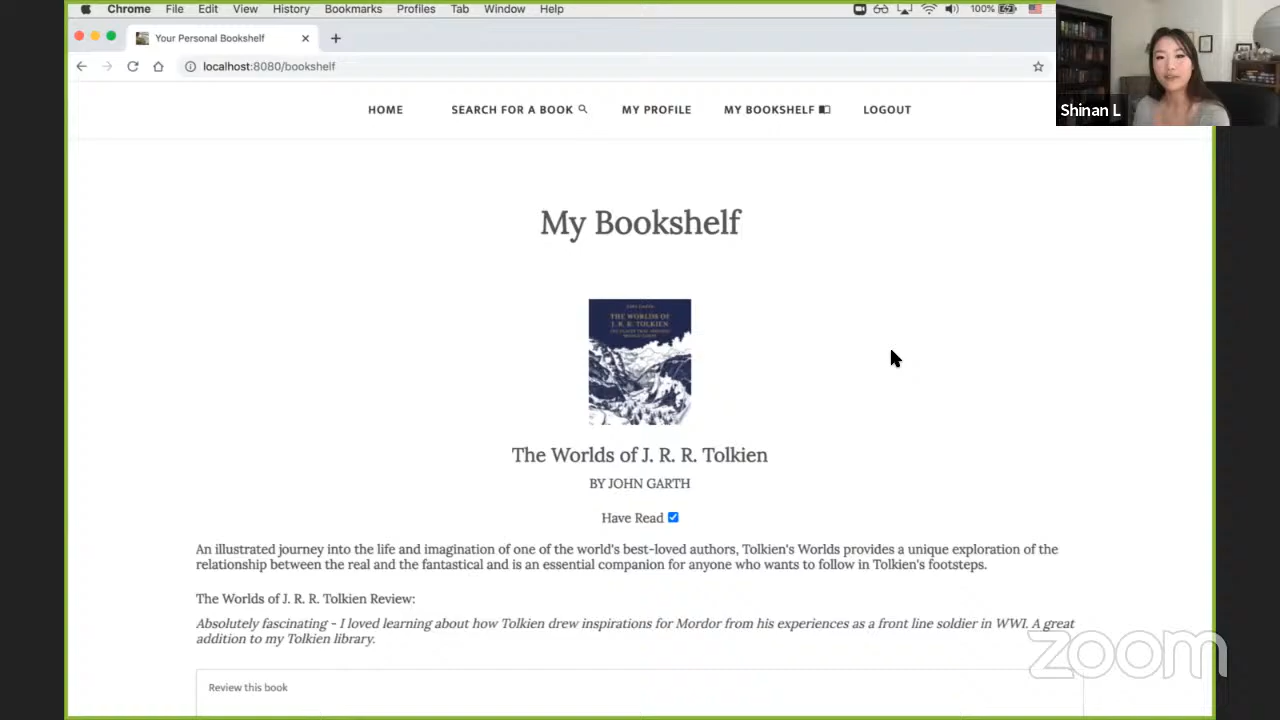 Chrome File Edit View History Bookmarks Profiles Tab Window Help 100%
Your Personal Bookshelf
localhost:8080/bookshelf
Shinan L
HOME SEARCH FOR A BOOK MY PROFILE MY BOOKSHELF LOGOUT
My Bookshelf
THE WORLDS OF
J. R. R. TOLKIEN
The Worlds of J. R. R. Tolkien
BY JOHN GARTH
Have Read
An illustrated journey into the life and imagination of one of the world's best-loved authors, Tolkien's Worlds provides a unique exploration of the
relationship between the real and the fantastical and is an essential companion for anyone who wants to follow in Tolkien's footsteps.
The Worlds of J. R. R. Tolkien Review:
Absolutely fascinating - I loved learning about how Tolkien drew inspirations for Mordor from his experiences as a front line soldier in WWI. A great
addition to my Tolkien library.
zoom
Review this book